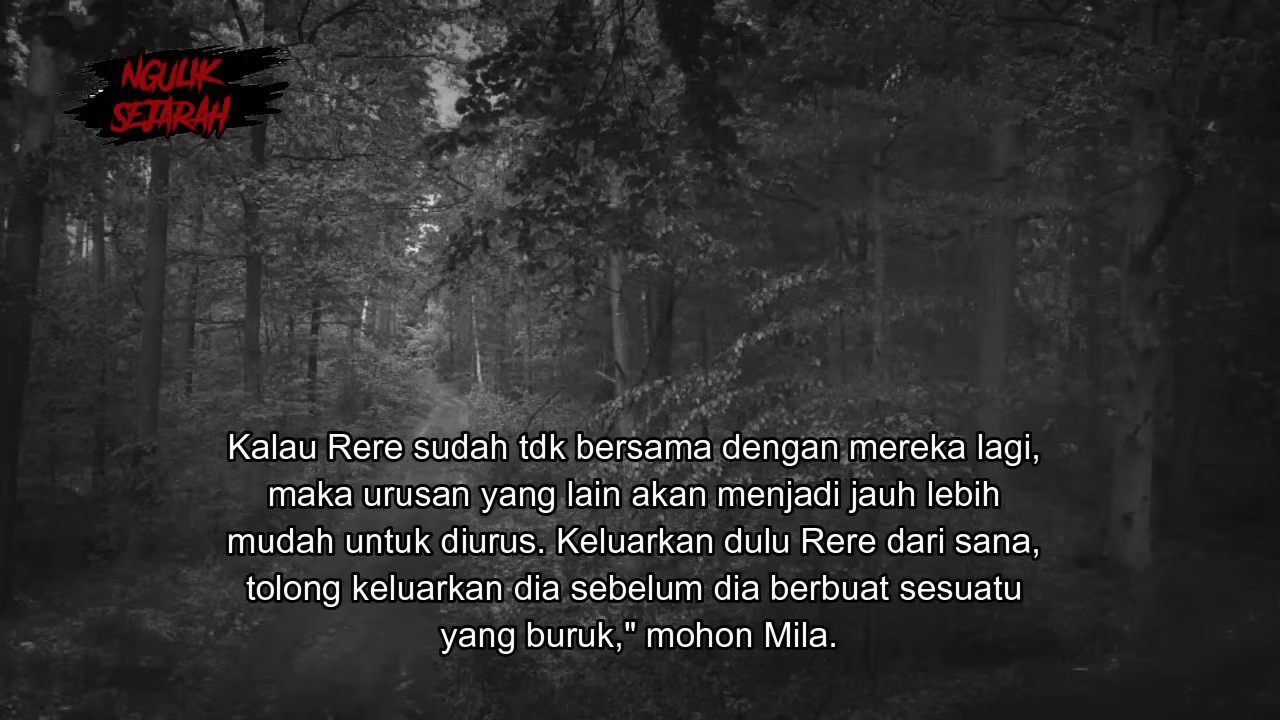 NGULIK
SEJARAH
Kalau Rere sudah tdk bersama dengan mereka lagi,
maka urusan yang lain akan menjadi jauh lebih
mudah untuk diurus. Keluarkan dulu Rere dari sana,
tolong keluarkan dia sebelum dia berbuat sesuatu
yang buruk," mohon Mila.